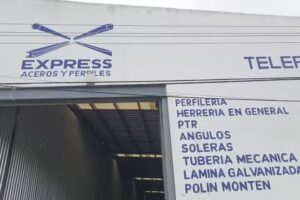 EXPRESS
ACEROS Y PERFILES
TELEF
PERFILERIA
HERRERIA EN GENERAL
PTR
ANGULOS
SOLERAS
TUBERIA MECANICA
LAMINA GALVANIZADA
POLIN MONTEN